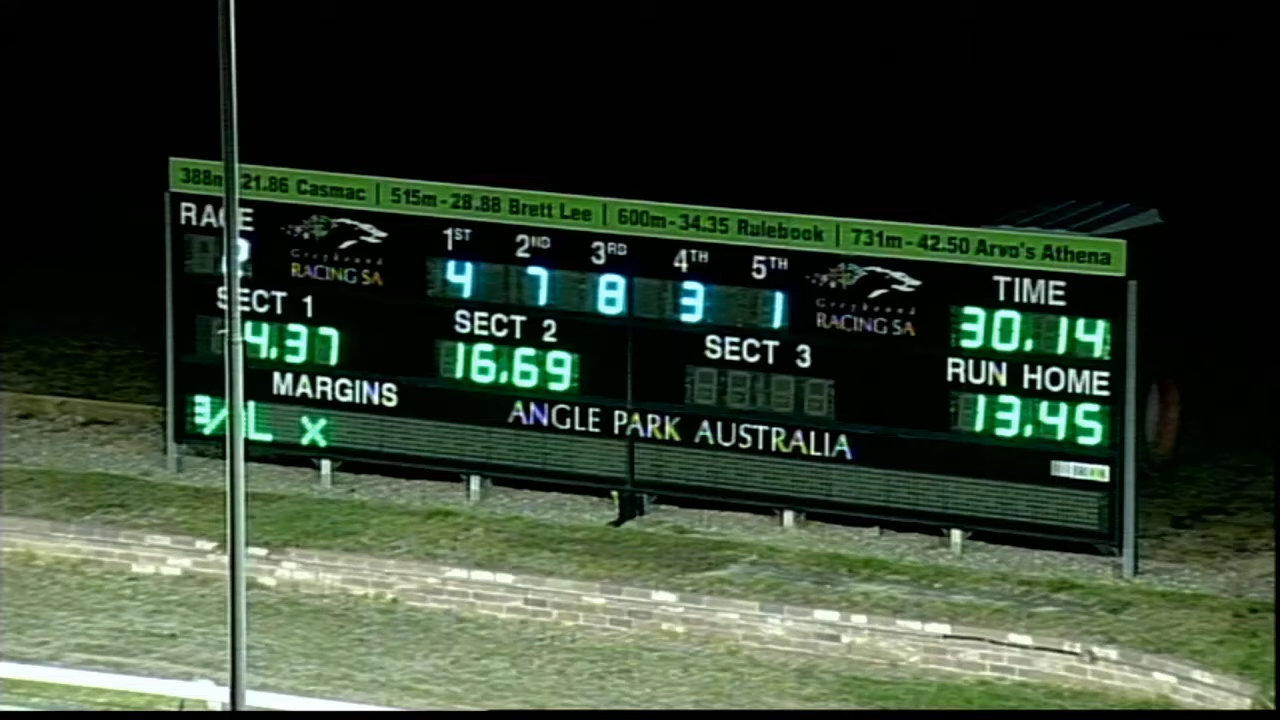 388m 21.86 Casmac | 515m - 28.88 Brett Lee | 600m - 34.35 Rulebook | 731m - 42.50 Arvo's Athena
RACE
Greyhound
RACING SA
1ST 2ND 3RD 4TH 5TH
4 7 8 3 1
Greyhound
RACING SA
TIME
30.14
SECT 1
4.37
SECT 2
16.69
SECT 3
RUN HOME
13.45
MARGINS
L x
ANGLE PARK AUSTRALIA